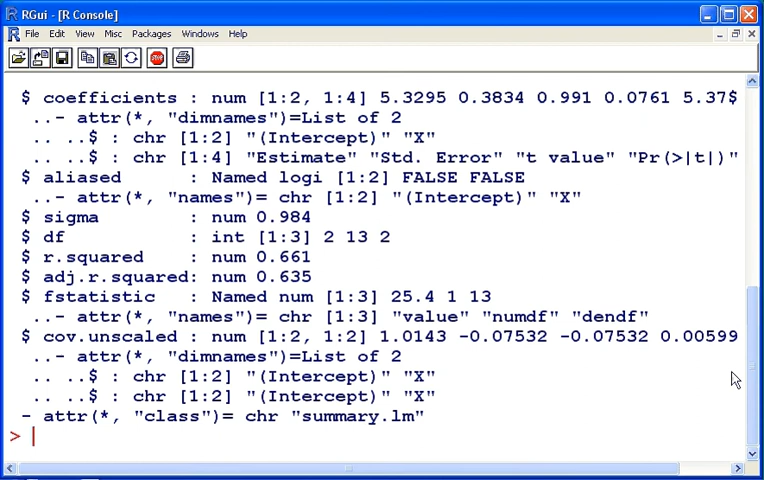 RGui - [R Console]
File Edit View Misc Packages Windows Help
STOP
$ coefficients : num [1:2, 1:4] 5.3295 0.3834 0.991 0.0761 5.37$
..- attr(*, "dimnames")=List of 2
.. ..$ : chr [1:2] "(Intercept)" "X"
.. ..$ : chr [1:4] "Estimate" "Std. Error" "t value" "Pr(>|t|)"
$ aliased : Named logi [1:2] FALSE FALSE
..- attr(*, "names")= chr [1:2] "(Intercept)" "X"
$ sigma : num 0.984
$ df : int [1:3] 2 13 2
$ r.squared : num 0.661
$ adj.r.squared: num 0.635
$ fstatistic : Named num [1:3] 25.4 1 13
..- attr(*, "names")= chr [1:3] "value" "numdf" "dendf"
$ cov.unscaled : num [1:2, 1:2] 1.0143 -0.07532 -0.07532 0.00599
..- attr(*, "dimnames")=List of 2
.. ..$ : chr [1:2] "(Intercept)" "X"
.. ..$ : chr [1:2] "(Intercept)" "X"
- attr(*, "class")= chr "summary.lm"
>